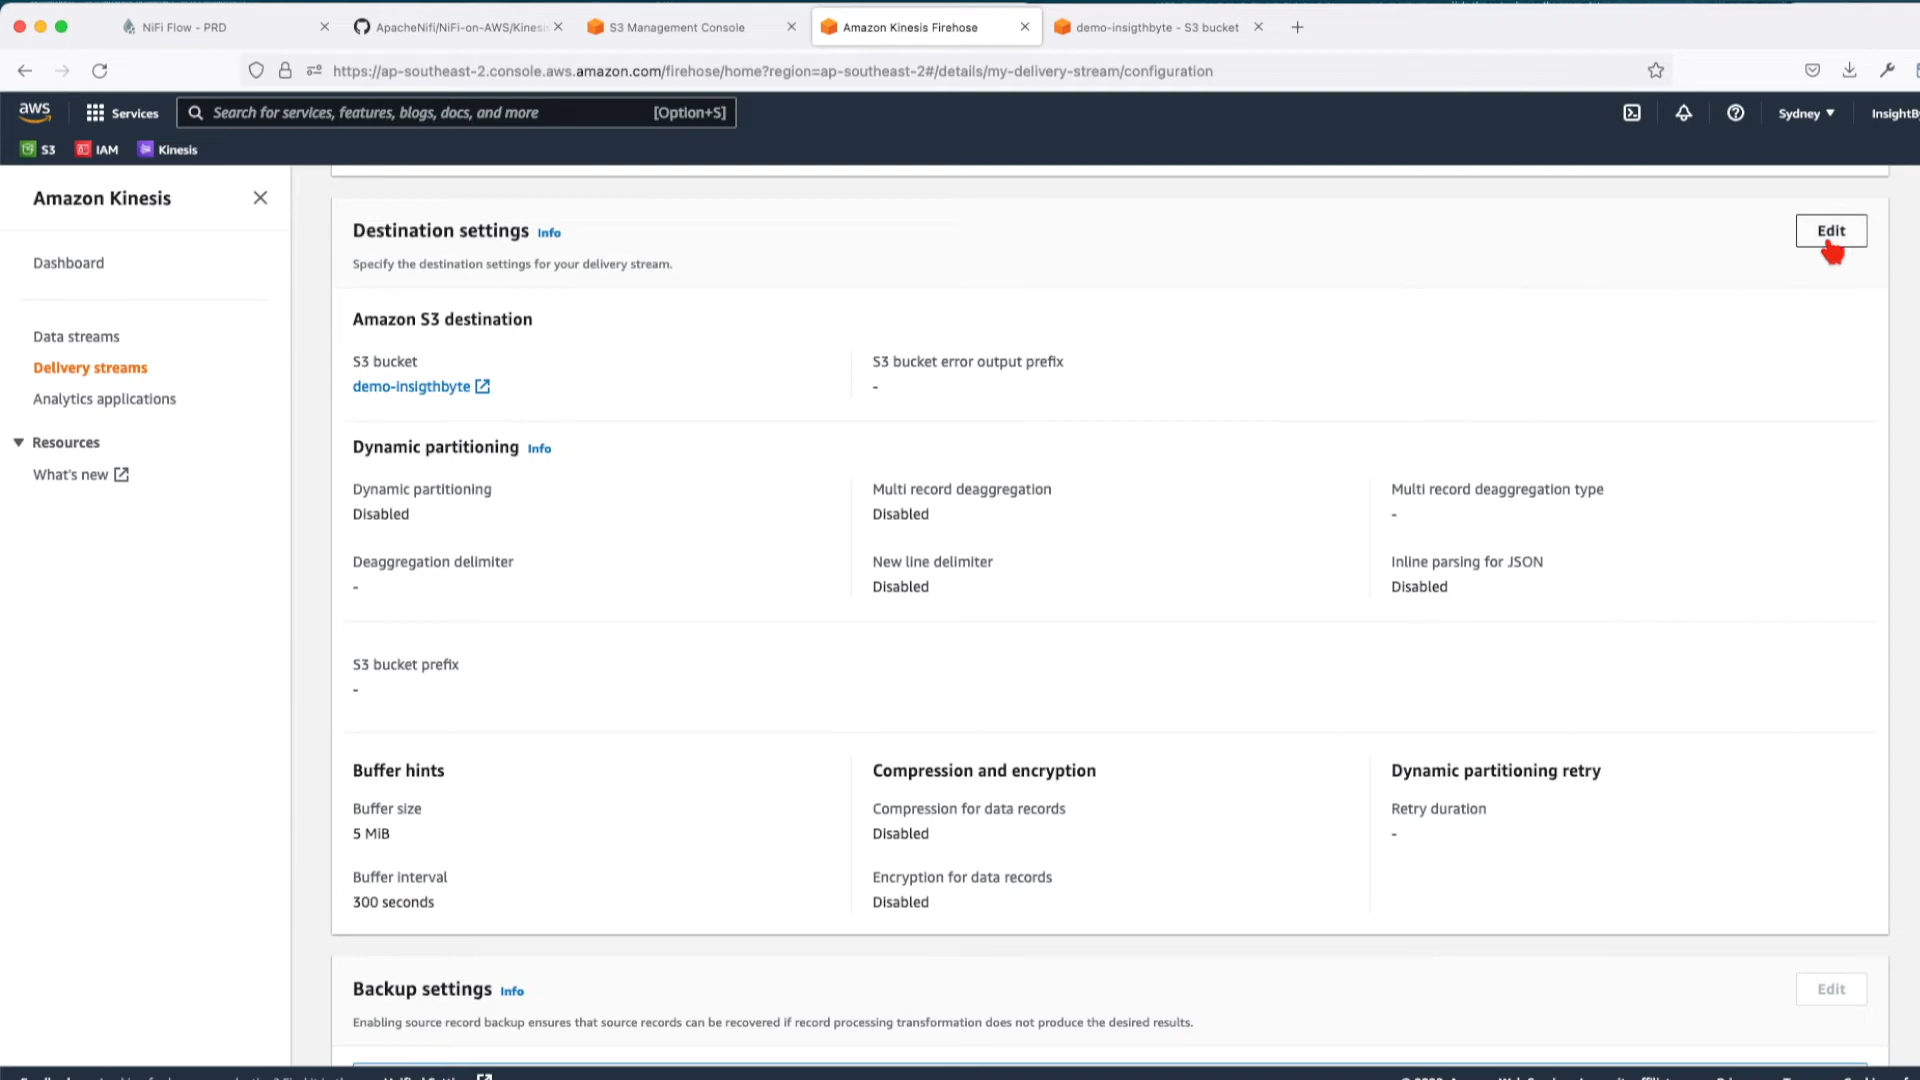 NiFi Flow - PRD
ApacheNifi/NiFi-on-AWS/Kinesi
S3 Management Console
Amazon Kinesis Firehose
demo-insigthbyte - S3 bucket
https://ap-southeast-2.console.aws.amazon.com/firehose/home?region=ap-southeast-2#/details/my-delivery-stream/configuration
aws
Services
Search for services, features, blogs, docs, and more
[Option+S]
Sydney
InsightBy
S3
IAM
Kinesis
Amazon Kinesis
Dashboard
Data streams
Delivery streams
Analytics applications
Resources
What's new
Destination settings Info
Edit
Specify the destination settings for your delivery stream.
Amazon S3 destination
S3 bucket
demo-insigthbyte
S3 bucket error output prefix
-
Dynamic partitioning Info
Dynamic partitioning
Disabled
Multi record deaggregation
Disabled
Multi record deaggregation type
-
Deaggregation delimiter
-
New line delimiter
Disabled
Inline parsing for JSON
Disabled
S3 bucket prefix
-
Buffer hints
Buffer size
5 MiB
Buffer interval
300 seconds
Compression and encryption
Compression for data records
Disabled
Encryption for data records
Disabled
Dynamic partitioning retry
Retry duration
-
Backup settings Info
Edit
Enabling source record backup ensures that source records can be recovered if record processing transformation does not produce the desired results.